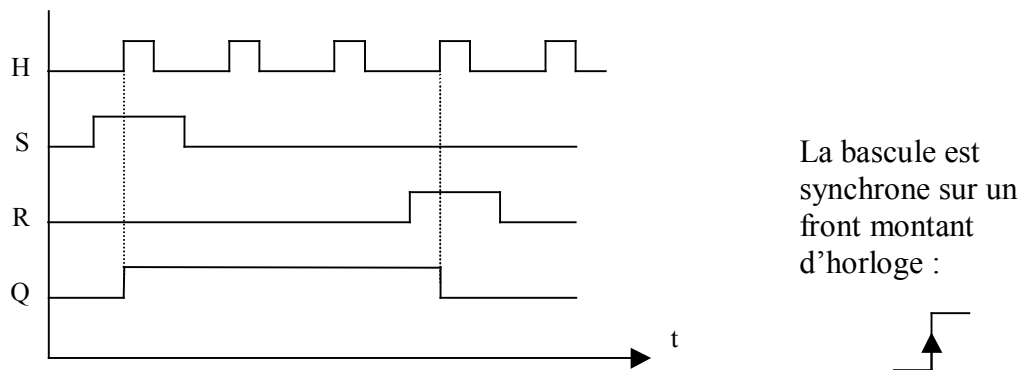 H
S
R
Q
t
La bascule est
synchrone sur un
front montant
d’horloge :